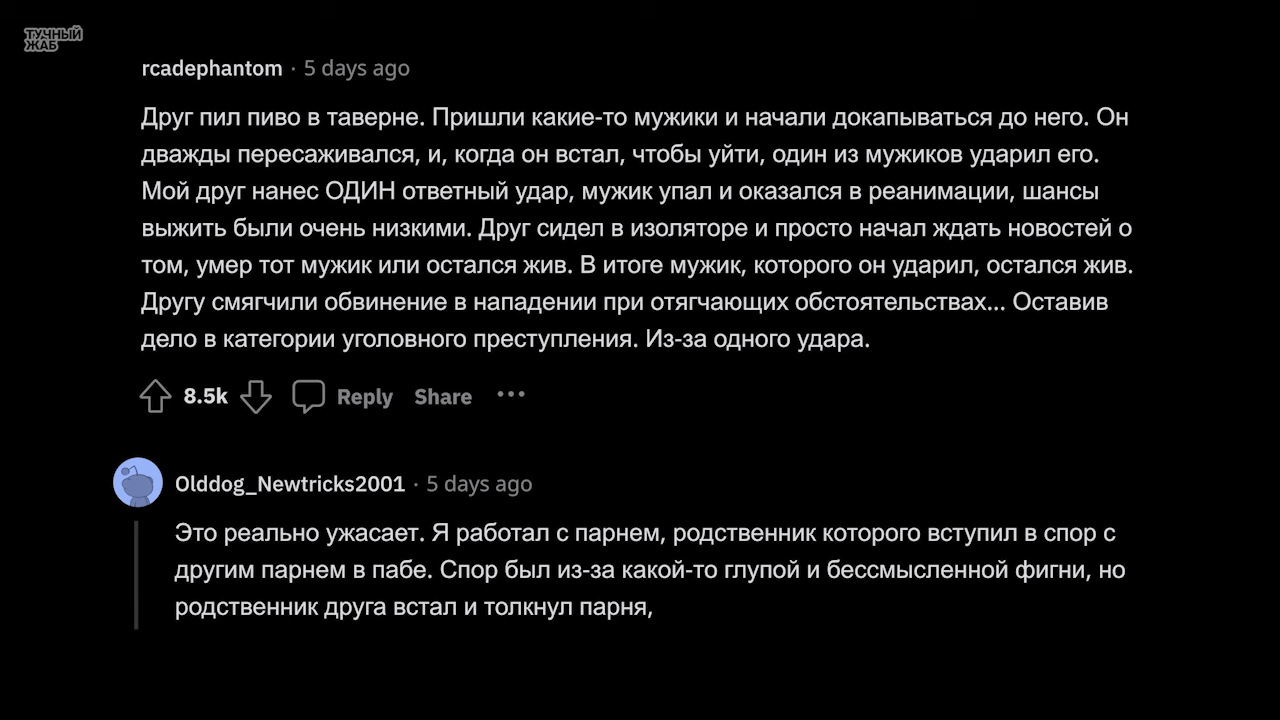 ТУЧНЫЙ
ЖАБ
rcadephantom · 5 days ago
Друг пил пиво в таверне. Пришли какие-то мужики и начали докапываться до него. Он
дважды пересаживался, и, когда он встал, чтобы уйти, один из мужиков ударил его.
Мой друг нанес ОДИН ответный удар, мужик упал и оказался в реанимации, шансы
выжить были очень низкими. Друг сидел в изоляторе и просто начал ждать новостей о
том, умер тот мужик или остался жив. В итоге мужик, которого он ударил, остался жив.
Другу смягчили обвинение в нападении при отягчающих обстоятельствах... Оставив
дело в категории уголовного преступления. Из-за одного удара.
8.5k Reply Share ···
Olddog_Newtricks2001 · 5 days ago
Это реально ужасает. Я работал с парнем, родственник которого вступил в спор с
другим парнем в пабе. Спор был из-за какой-то глупой и бессмысленной фигни, но
родственник друга встал и толкнул парня,